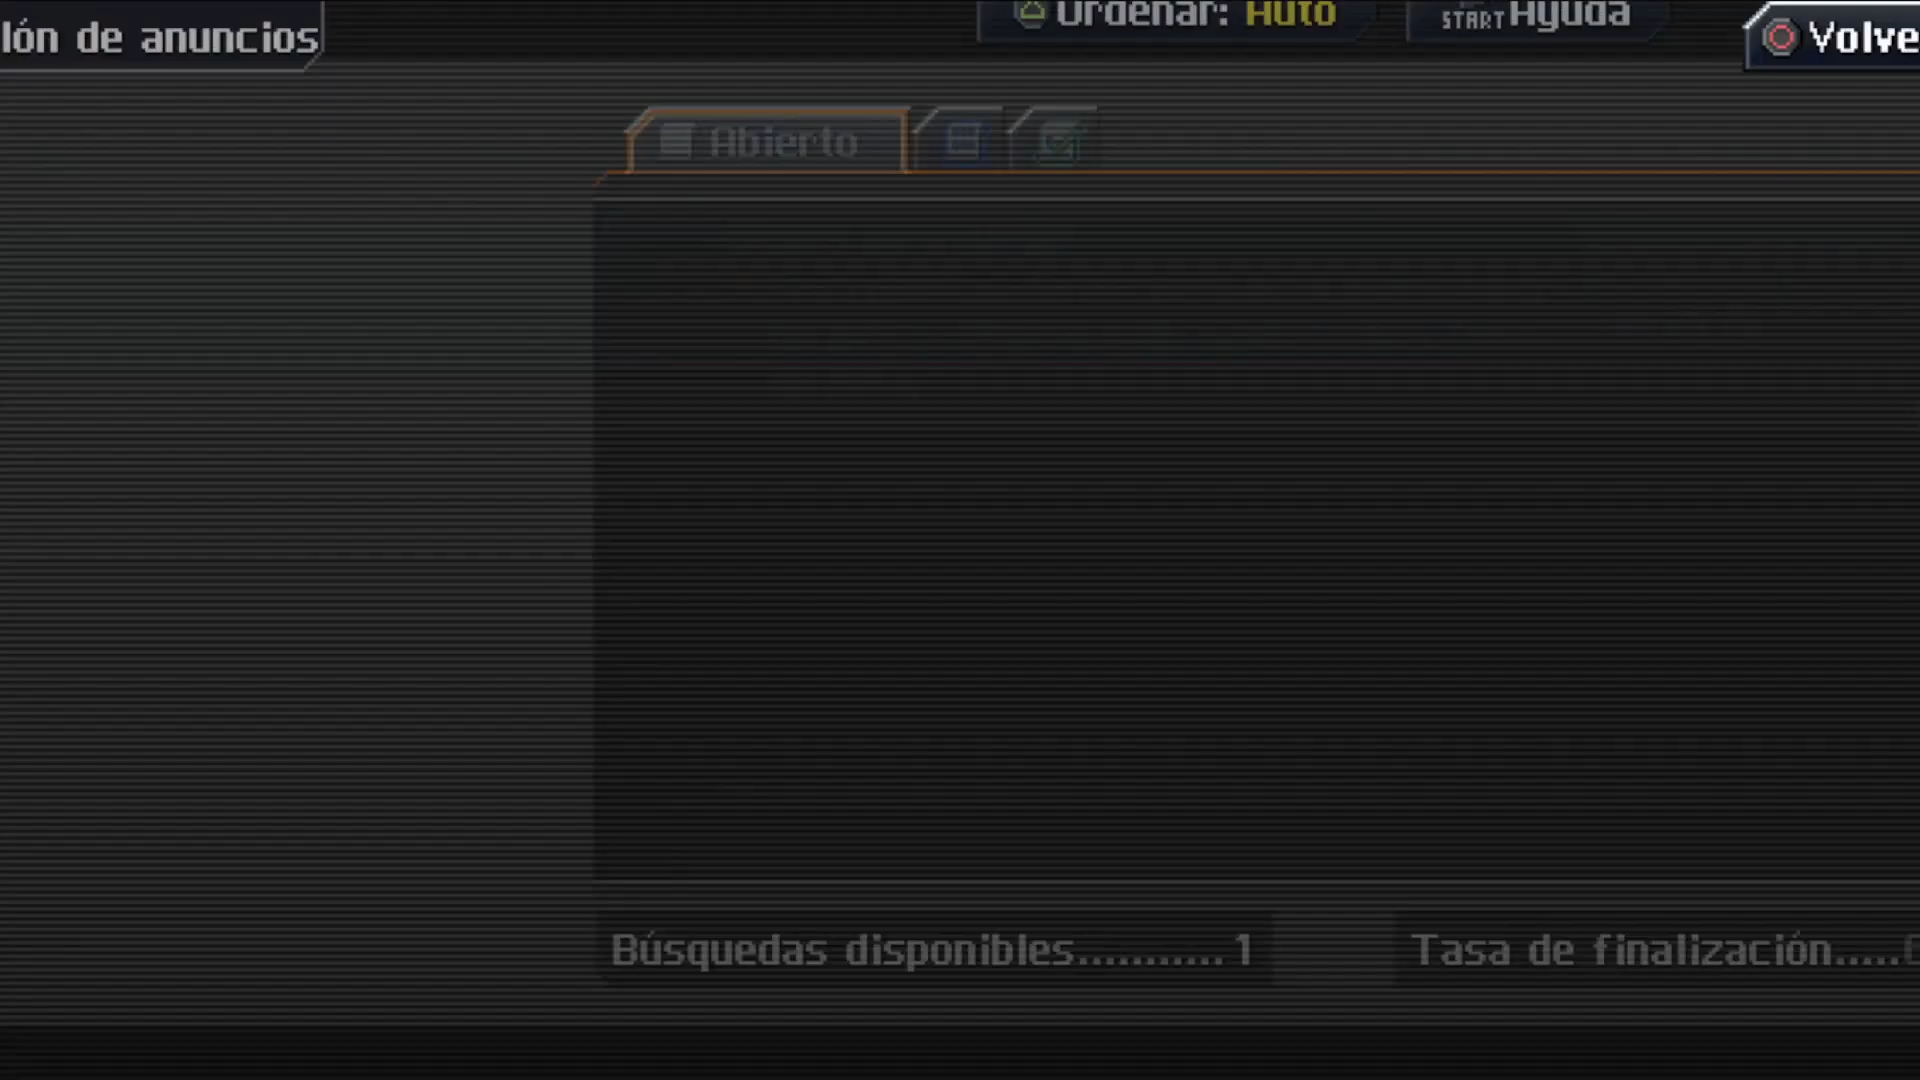 lón de anuncios
Ordenar: Auto
START Ayuda
Volve
Abierto
Búsquedas disponibles...........1
Tasa de finalización.....